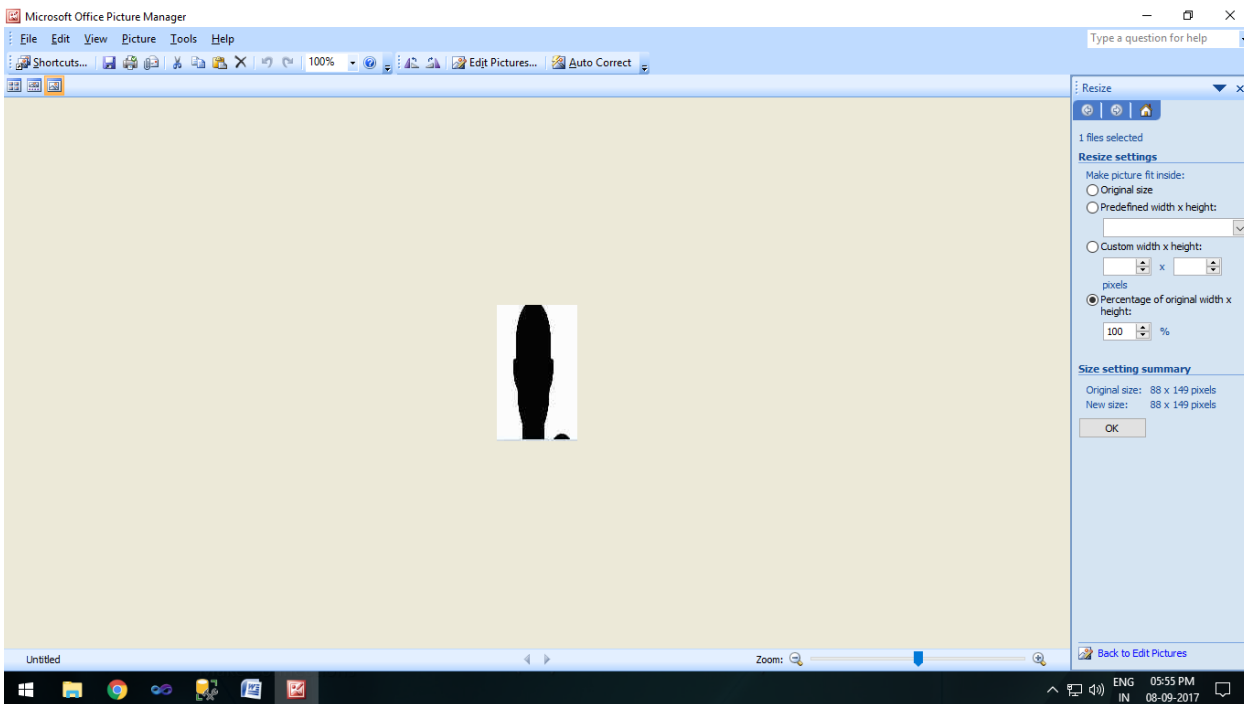 Microsoft Office Picture Manager
File Edit View Picture Tools Help
Type a question for help
Shortcuts... 100% Edit Pictures... Auto Correct
Resize
1 files selected
Resize settings
Make picture fit inside:
Original size
Predefined width x height:
Custom width x height:
x
pixels
Percentage of original width x
height:
100 %
Size setting summary
Original size: 88 x 149 pixels
New size: 88 x 149 pixels
OK
Back to Edit Pictures
Untitled Zoom:
ENG 05:55 PM
IN 08-09-2017